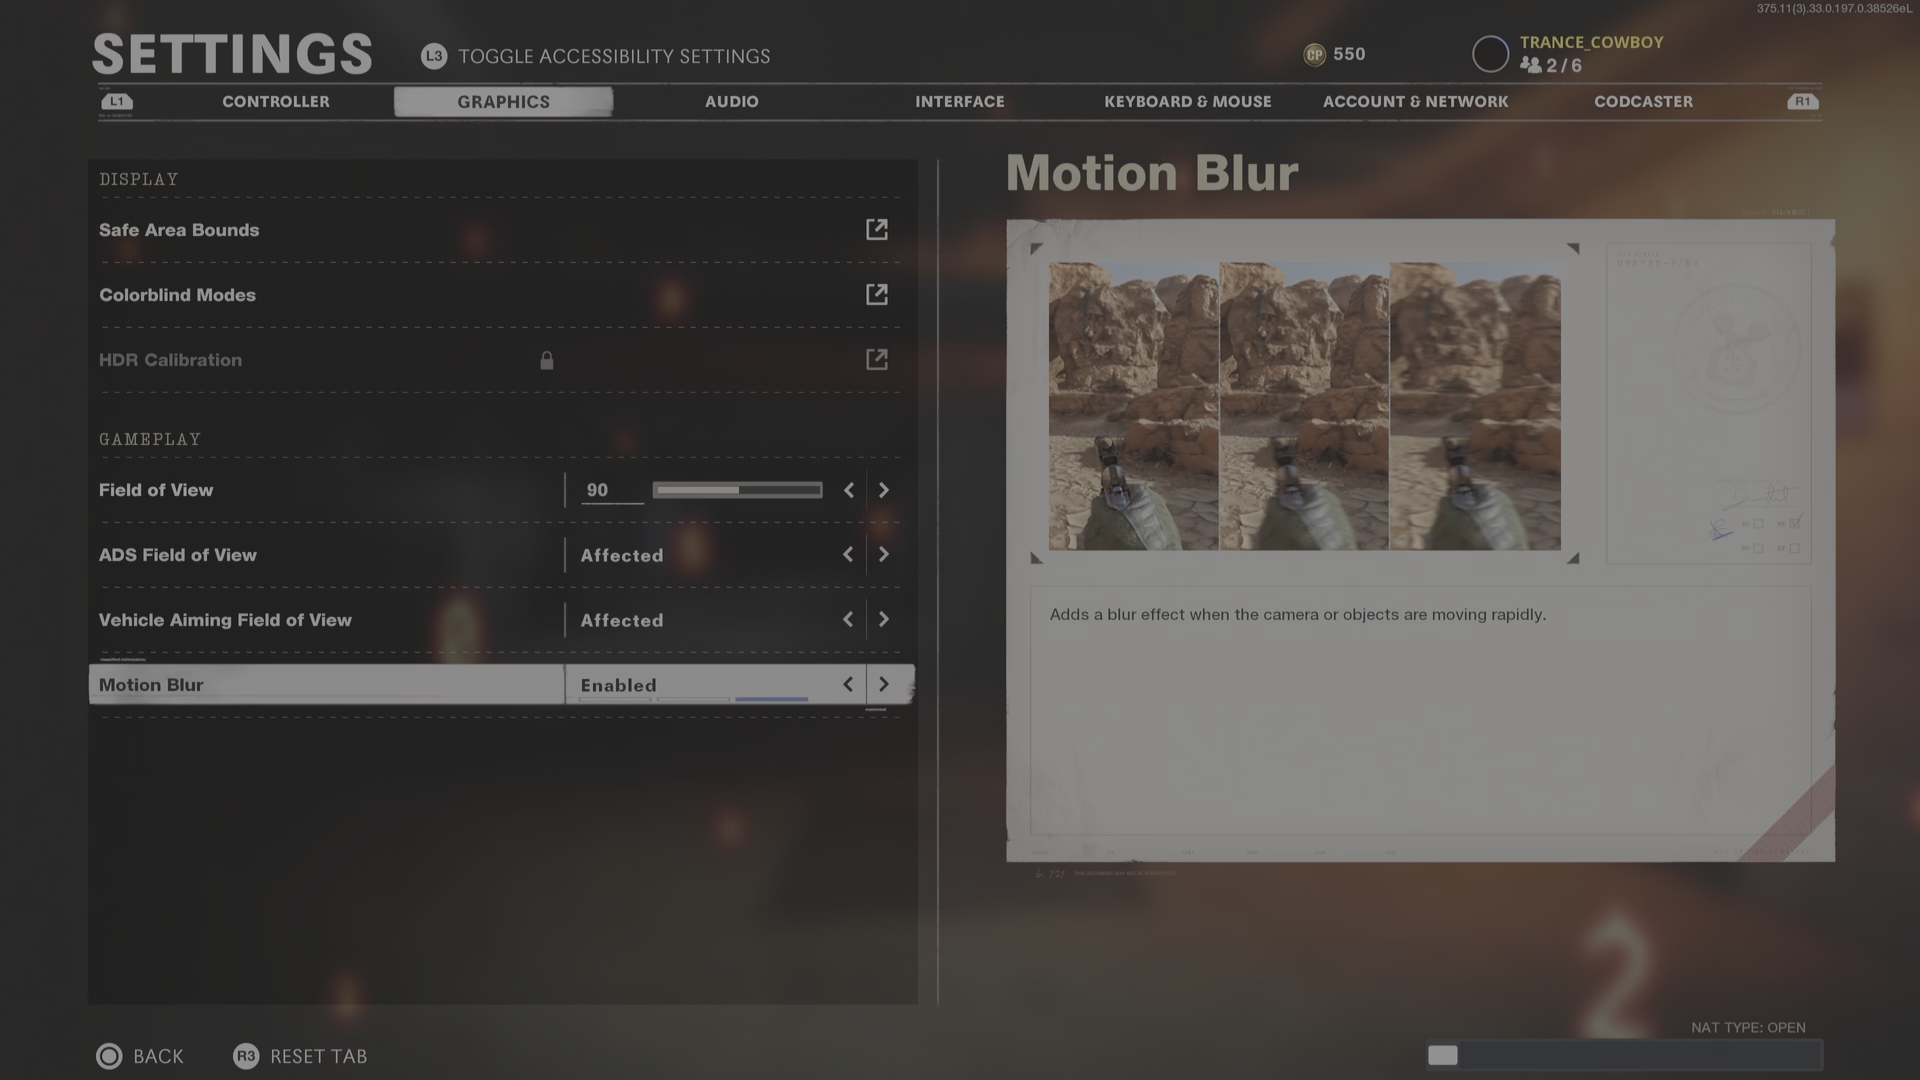 375.11(3).33.0.197.0.38526eL
SETTINGS
L3 TOGGLE ACCESSIBILITY SETTINGS
CP 550
TRANCE_COWBOY
2 / 6
L1 CONTROLLER GRAPHICS AUDIO INTERFACE KEYBOARD & MOUSE ACCOUNT & NETWORK CODCASTER R1
DISPLAY
Safe Area Bounds
Colorblind Modes
HDR Calibration
GAMEPLAY
Field of View 90
ADS Field of View Affected
Vehicle Aiming Field of View Affected
Motion Blur Enabled
Motion Blur
Adds a blur effect when the camera or objects are moving rapidly.
2
NAT TYPE: OPEN
BACK R3 RESET TAB